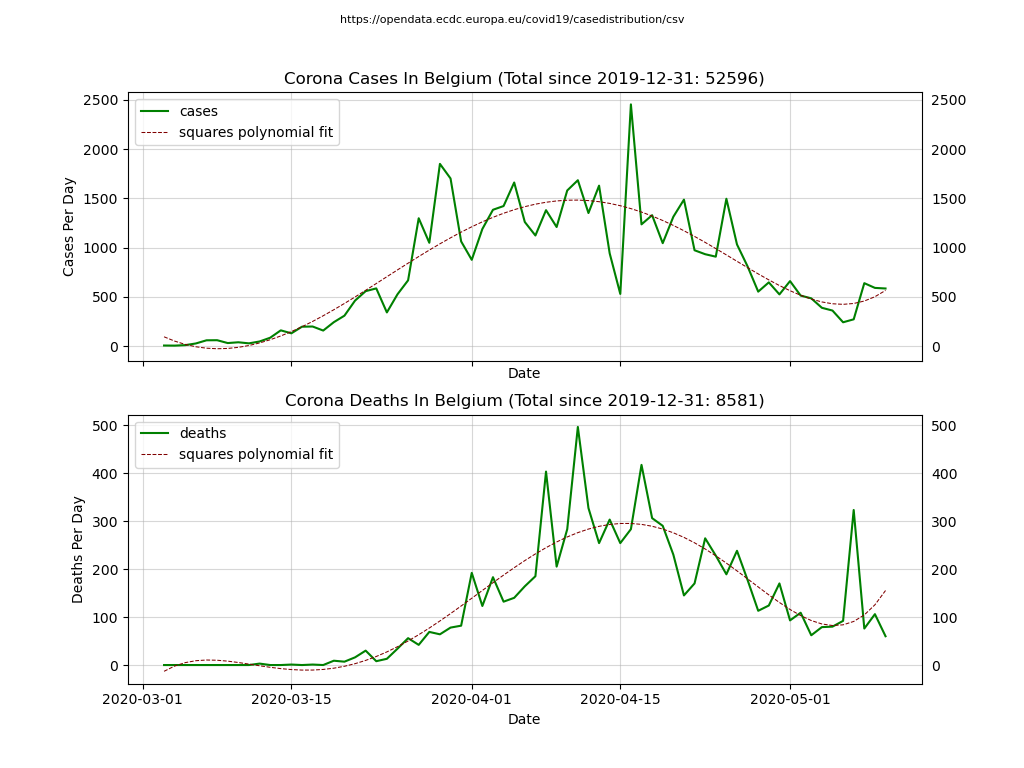 https://opendata.ecdc.europa.eu/covid19/casedistribution/csv
Corona Cases In Belgium (Total since 2019-12-31: 52596)
cases
squares polynomial fit
Cases Per Day
2500 2500
2000 2000
1500 1500
1000 1000
500 500
0 0
Date
Corona Deaths In Belgium (Total since 2019-12-31: 8581)
deaths
squares polynomial fit
Deaths Per Day
500 500
400 400
300 300
200 200
100 100
0 0
2020-03-01 2020-03-15 2020-04-01 2020-04-15 2020-05-01
Date